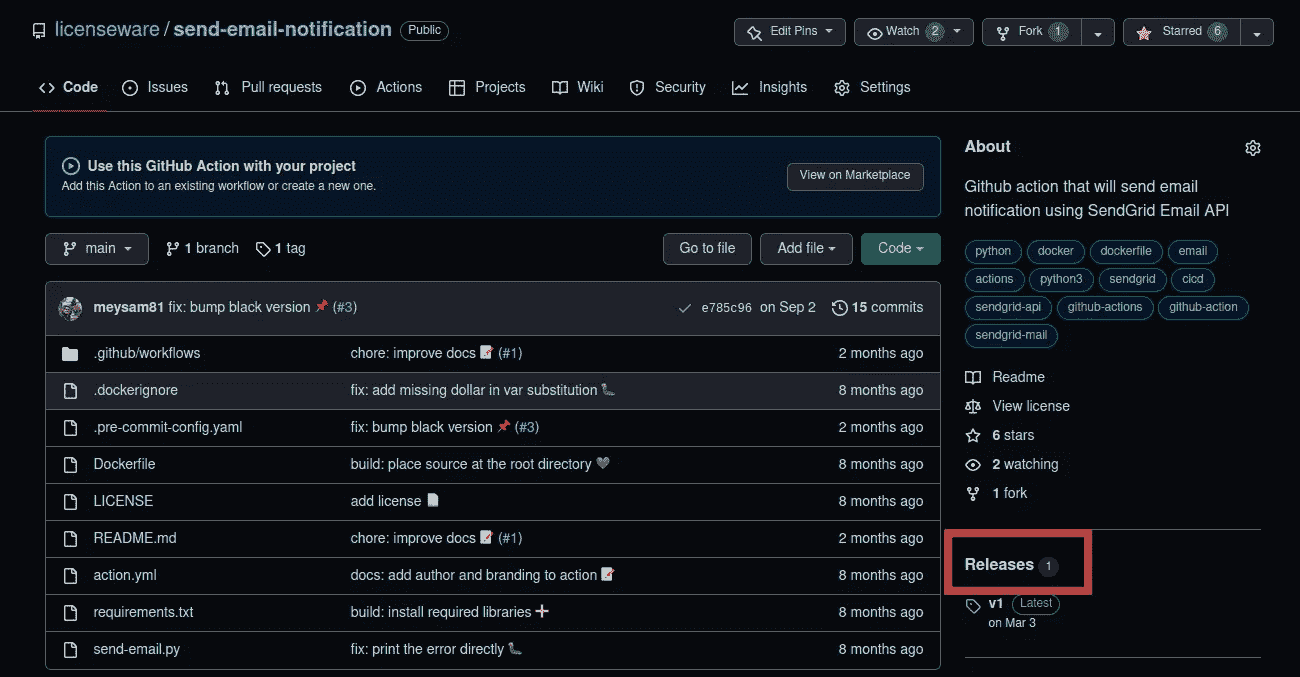 licenseware / send-email-notification Public
Edit Pins Watch 2 Fork 1 Starred 6
Code Issues Pull requests Actions Projects Wiki Security Insights Settings
Use this GitHub Action with your project
Add this Action to an existing workflow or create a new one.
View on Marketplace
main 1 branch 1 tag Go to file Add file Code
meysam81 fix: bump black version 📌 (#3) e785c96 on Sep 2 15 commits
.github/workflows chore: improve docs 📝 (#1) 2 months ago
.dockerignore fix: add missing dollar in var substitution 🐛 8 months ago
.pre-commit-config.yaml fix: bump black version 📌 (#3) 2 months ago
Dockerfile build: place source at the root directory 🖤 8 months ago
LICENSE add license 📄 8 months ago
README.md chore: improve docs 📝 (#1) 2 months ago
action.yml docs: add author and branding to action 📝 8 months ago
requirements.txt build: install required libraries ➕ 8 months ago
send-email.py fix: print the error directly 🐛 8 months ago
About
Github action that will send email
notification using SendGrid Email API
python docker dockerfile email
actions python3 sendgrid cicd
sendgrid-api github-actions github-action
sendgrid-mail
Readme
View license
6 stars
2 watching
1 fork
Releases 1
v1 Latest
on Mar 3